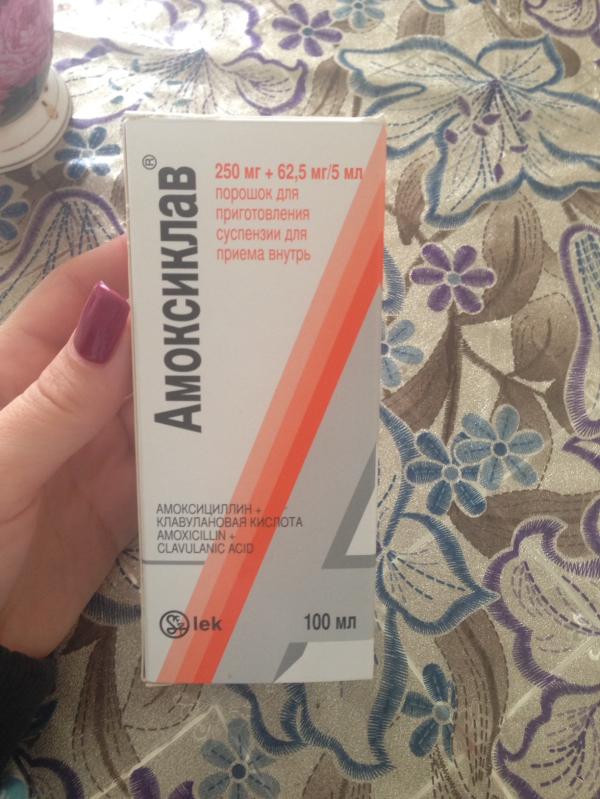 Амоксиклав®
250 мг + 62,5 мг/5 мл
порошок для
приготовления
суспензии для
приема внутрь
АМОКСИЦИЛЛИН +
КЛАВУЛАНОВАЯ КИСЛОТА
AMOXICILLIN +
CLAVULANIC ACID
lek
100 мл